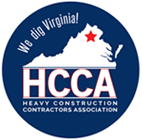 We dig Virginia!
HCCA
HEAVY CONSTRUCTION
CONTRACTORS ASSOCIATION